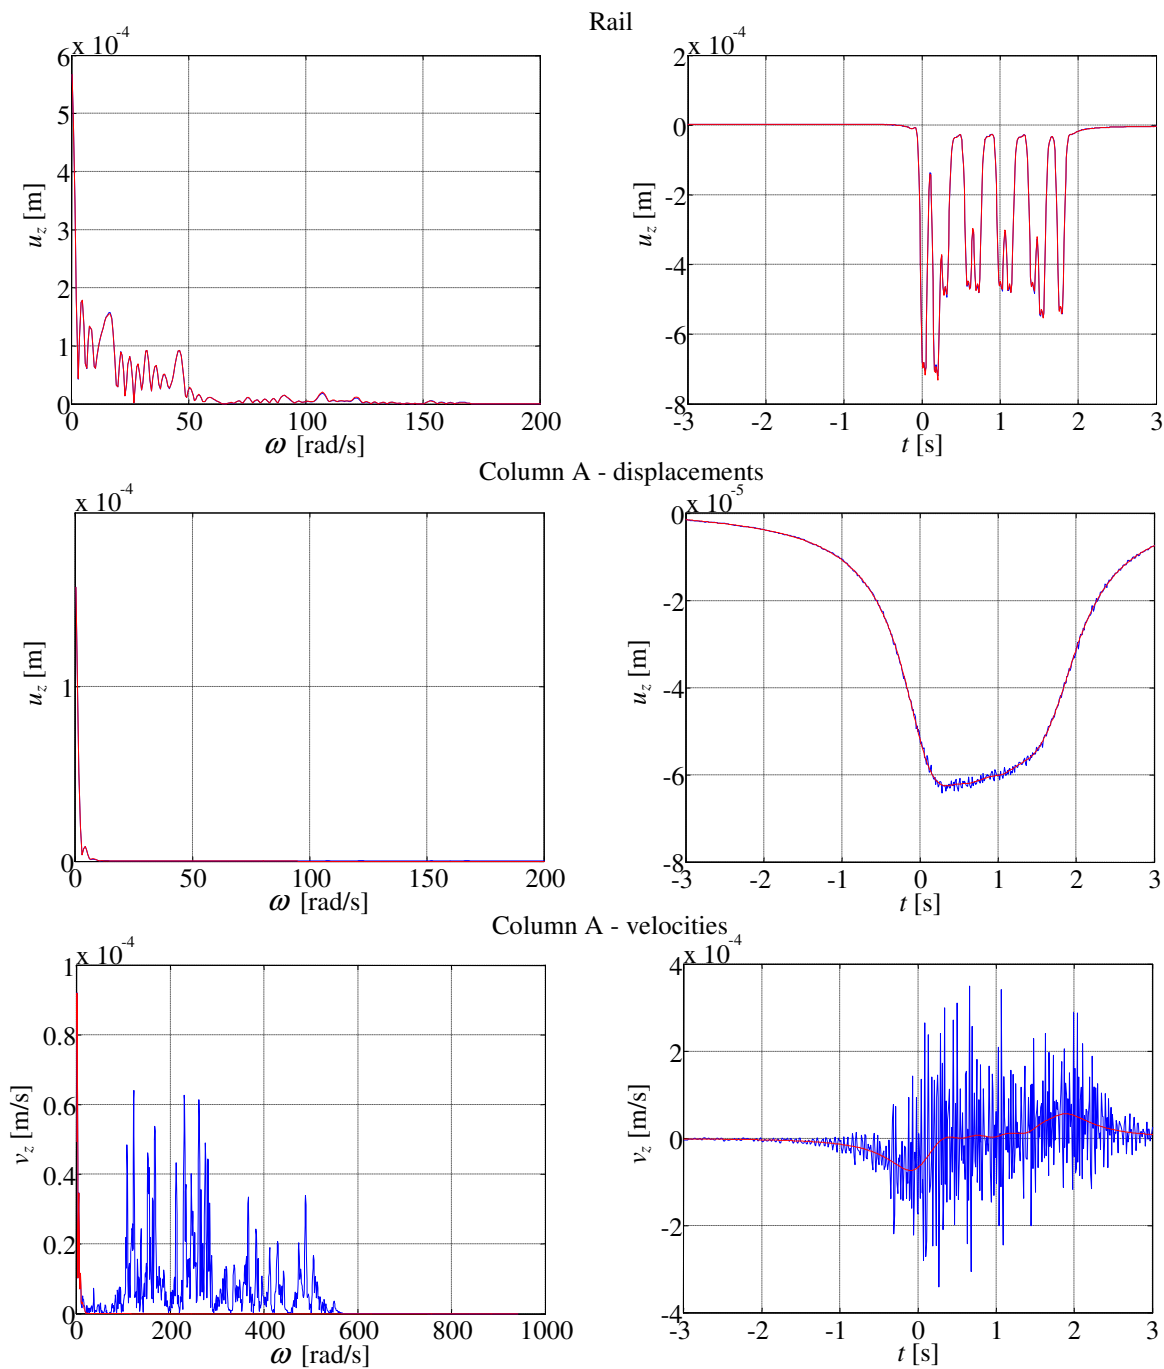 Rail
x 10⁻⁴
6
5
4
3
2
1
0
u_z [m]
0 50 100 150 200
ω [rad/s]
x 10⁻⁴
2
0
-2
-4
-6
-8
u_z [m]
-3 -2 -1 0 1 2 3
t [s]
Column A - displacements
x 10⁻⁴
1
0
u_z [m]
0 50 100 150 200
ω [rad/s]
x 10⁻⁵
0
-2
-4
-6
-8
u_z [m]
-3 -2 -1 0 1 2 3
t [s]
Column A - velocities
x 10⁻⁴
1
0.8
0.6
0.4
0.2
0
v_z [m/s]
0 200 400 600 800 1000
ω [rad/s]
x 10⁻⁴
4
2
0
-2
-4
v_z [m/s]
-3 -2 -1 0 1 2 3
t [s]